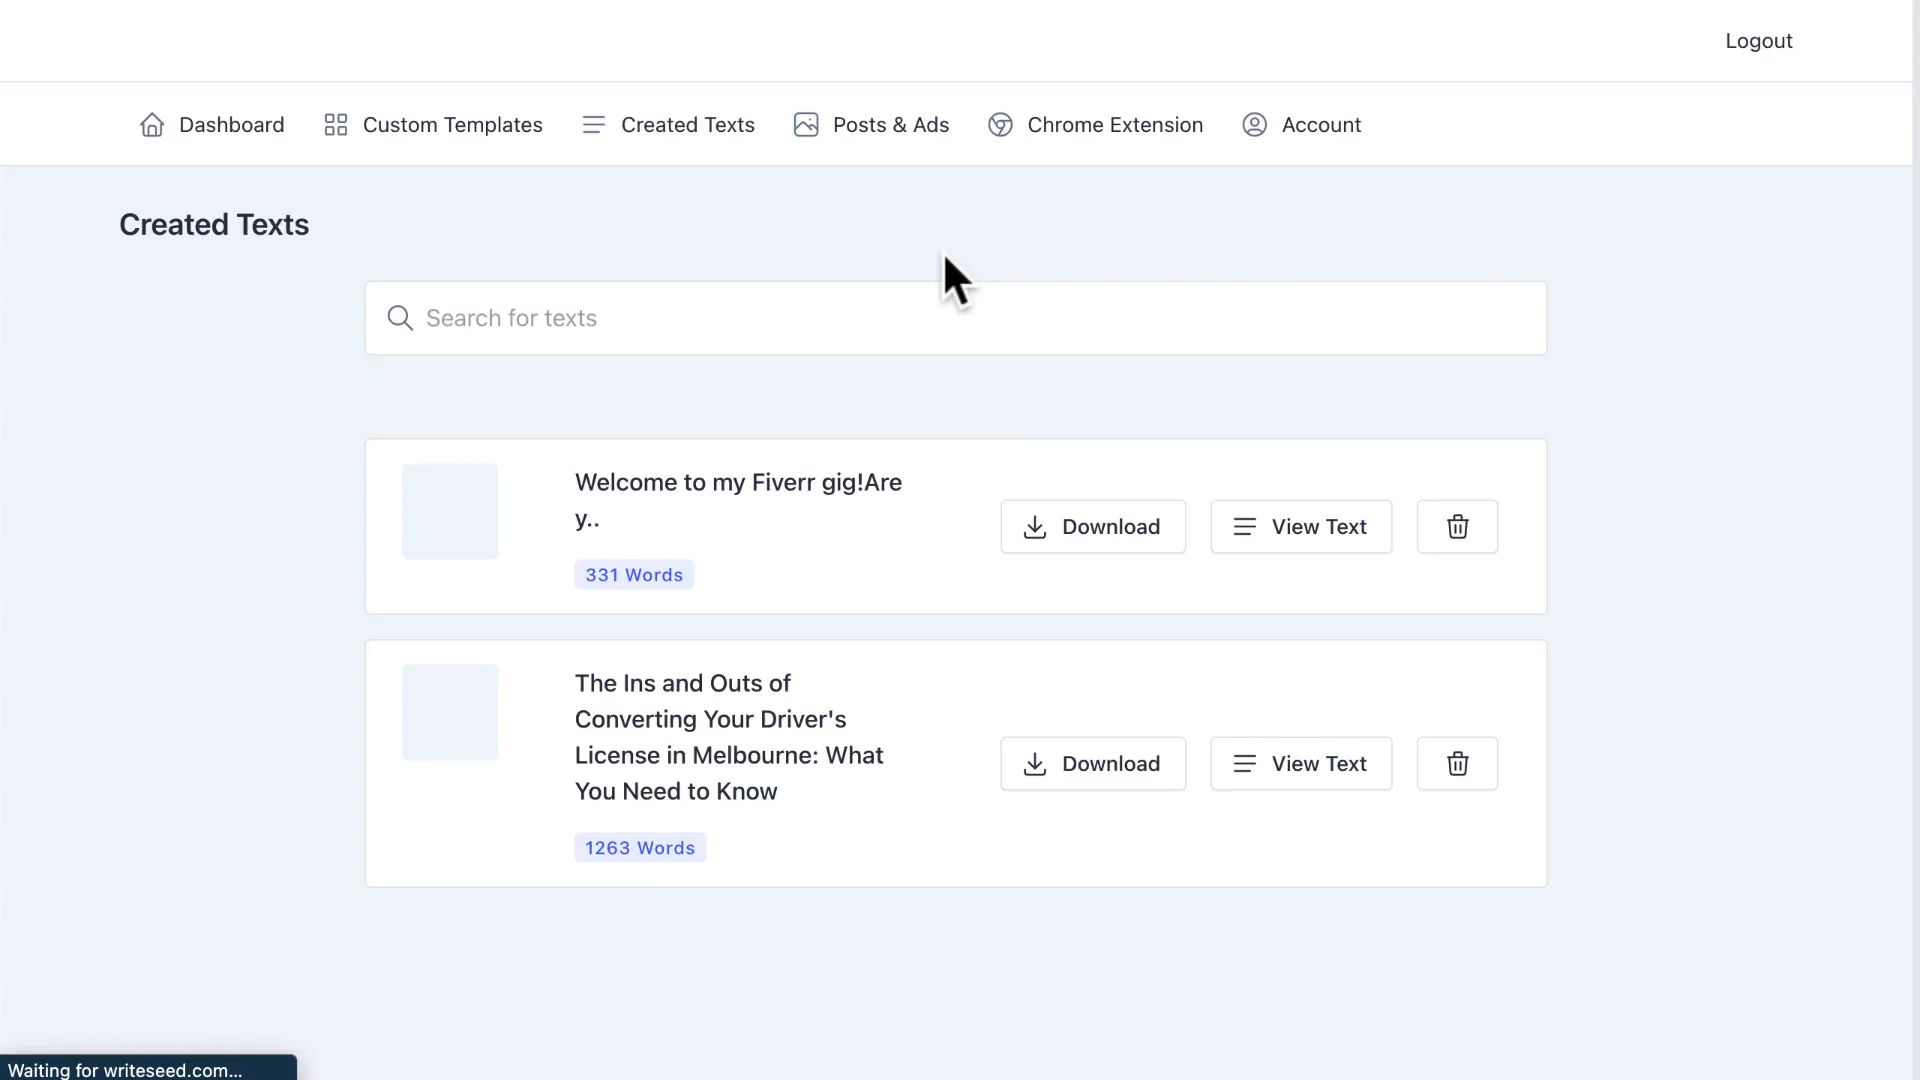 Logout
Dashboard
Custom Templates
Created Texts
Posts & Ads
Chrome Extension
Account
Created Texts
Search for texts
Welcome to my Fiverr gig!Are
y..
331 Words
Download
View Text
The Ins and Outs of
Converting Your Driver's
License in Melbourne: What
You Need to Know
1263 Words
Download
View Text
Waiting for writeseed.com...